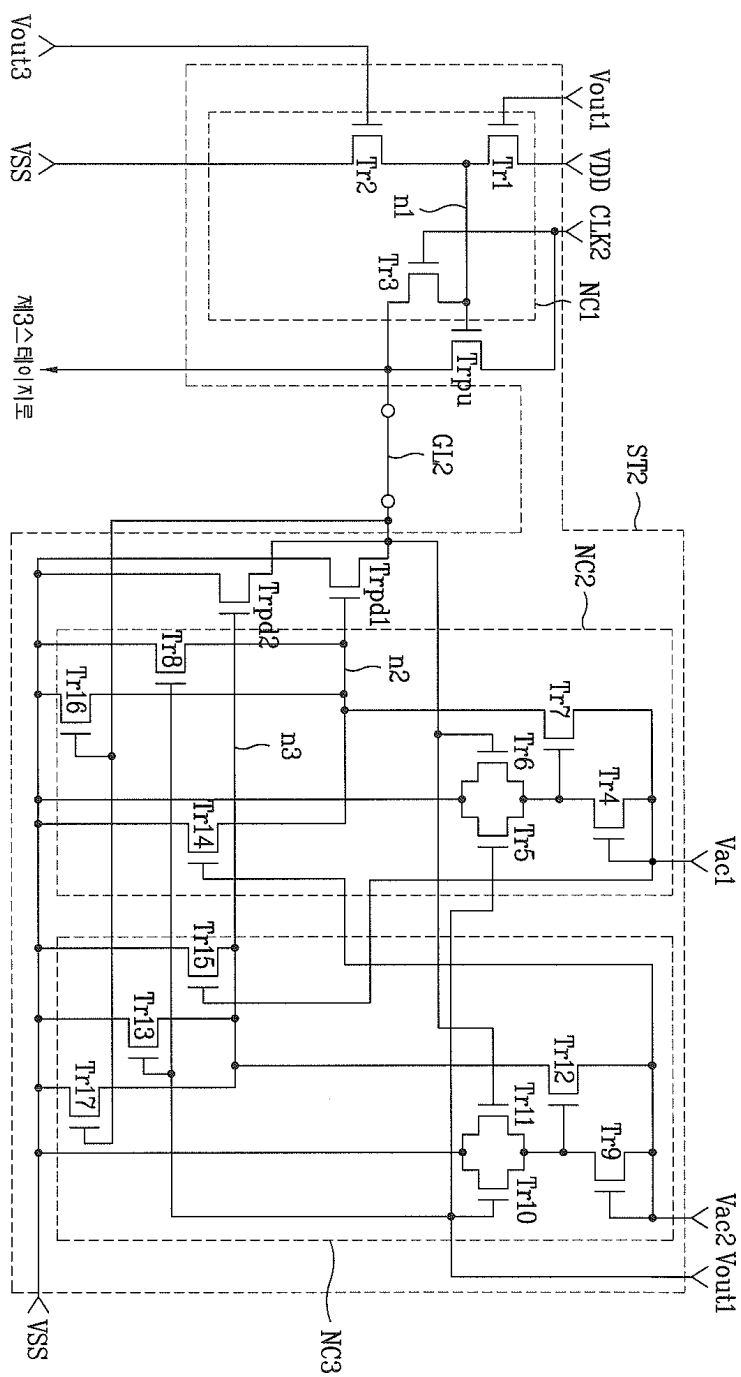 Vout3
VSS
제3스테이지로
Vout1
VDD
CLK2
Tr1
Tr2
n1
Tr3
Trpu
NC1
GL2
ST2
NC2
Trpd1
Trpd2
n2
n3
Tr8
Tr16
Tr7
Tr6
Tr4
Tr5
Tr14
Vac1
Tr15
Tr13
Tr17
Tr12
Tr11
Tr9
Tr10
Vac2
Vout1
VSS
NC3